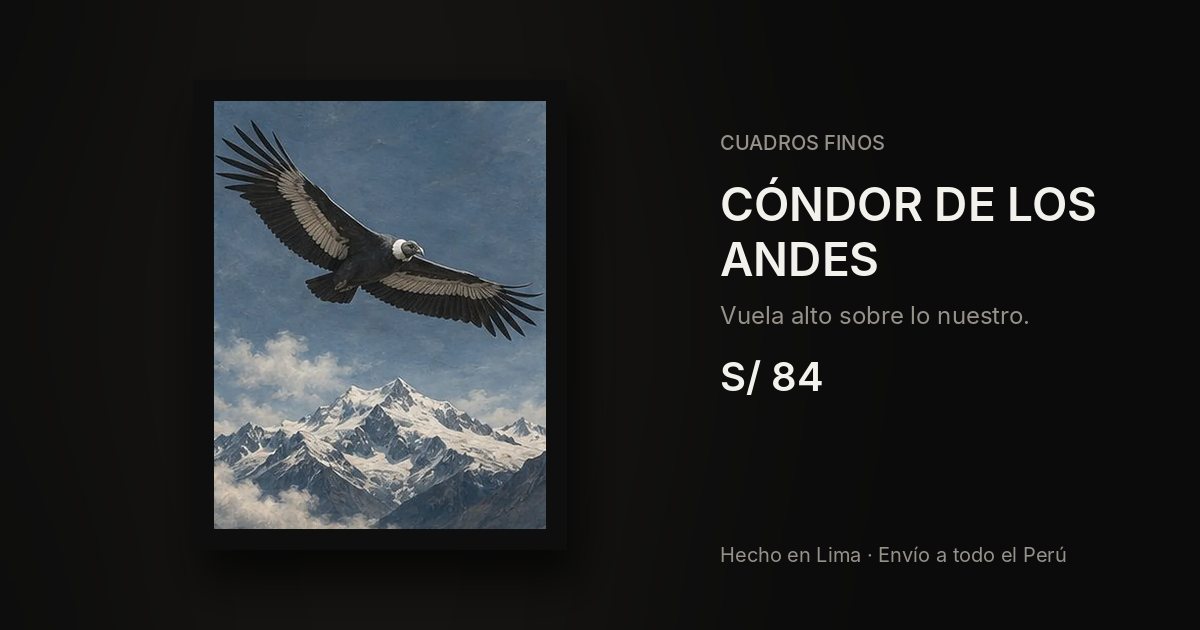 CUADROS FINOS
CÓNDOR DE LOS
ANDES
Vuela alto sobre lo nuestro.
S/ 84
Hecho en Lima · Envío a todo el Perú